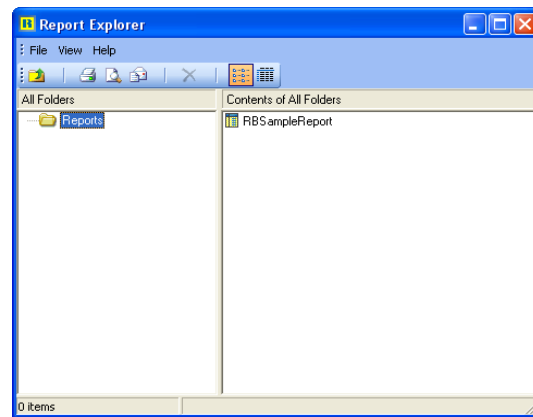 Report Explorer
File View Help
All Folders
Contents of All Folders
Reports
RBSampleReport
0 items